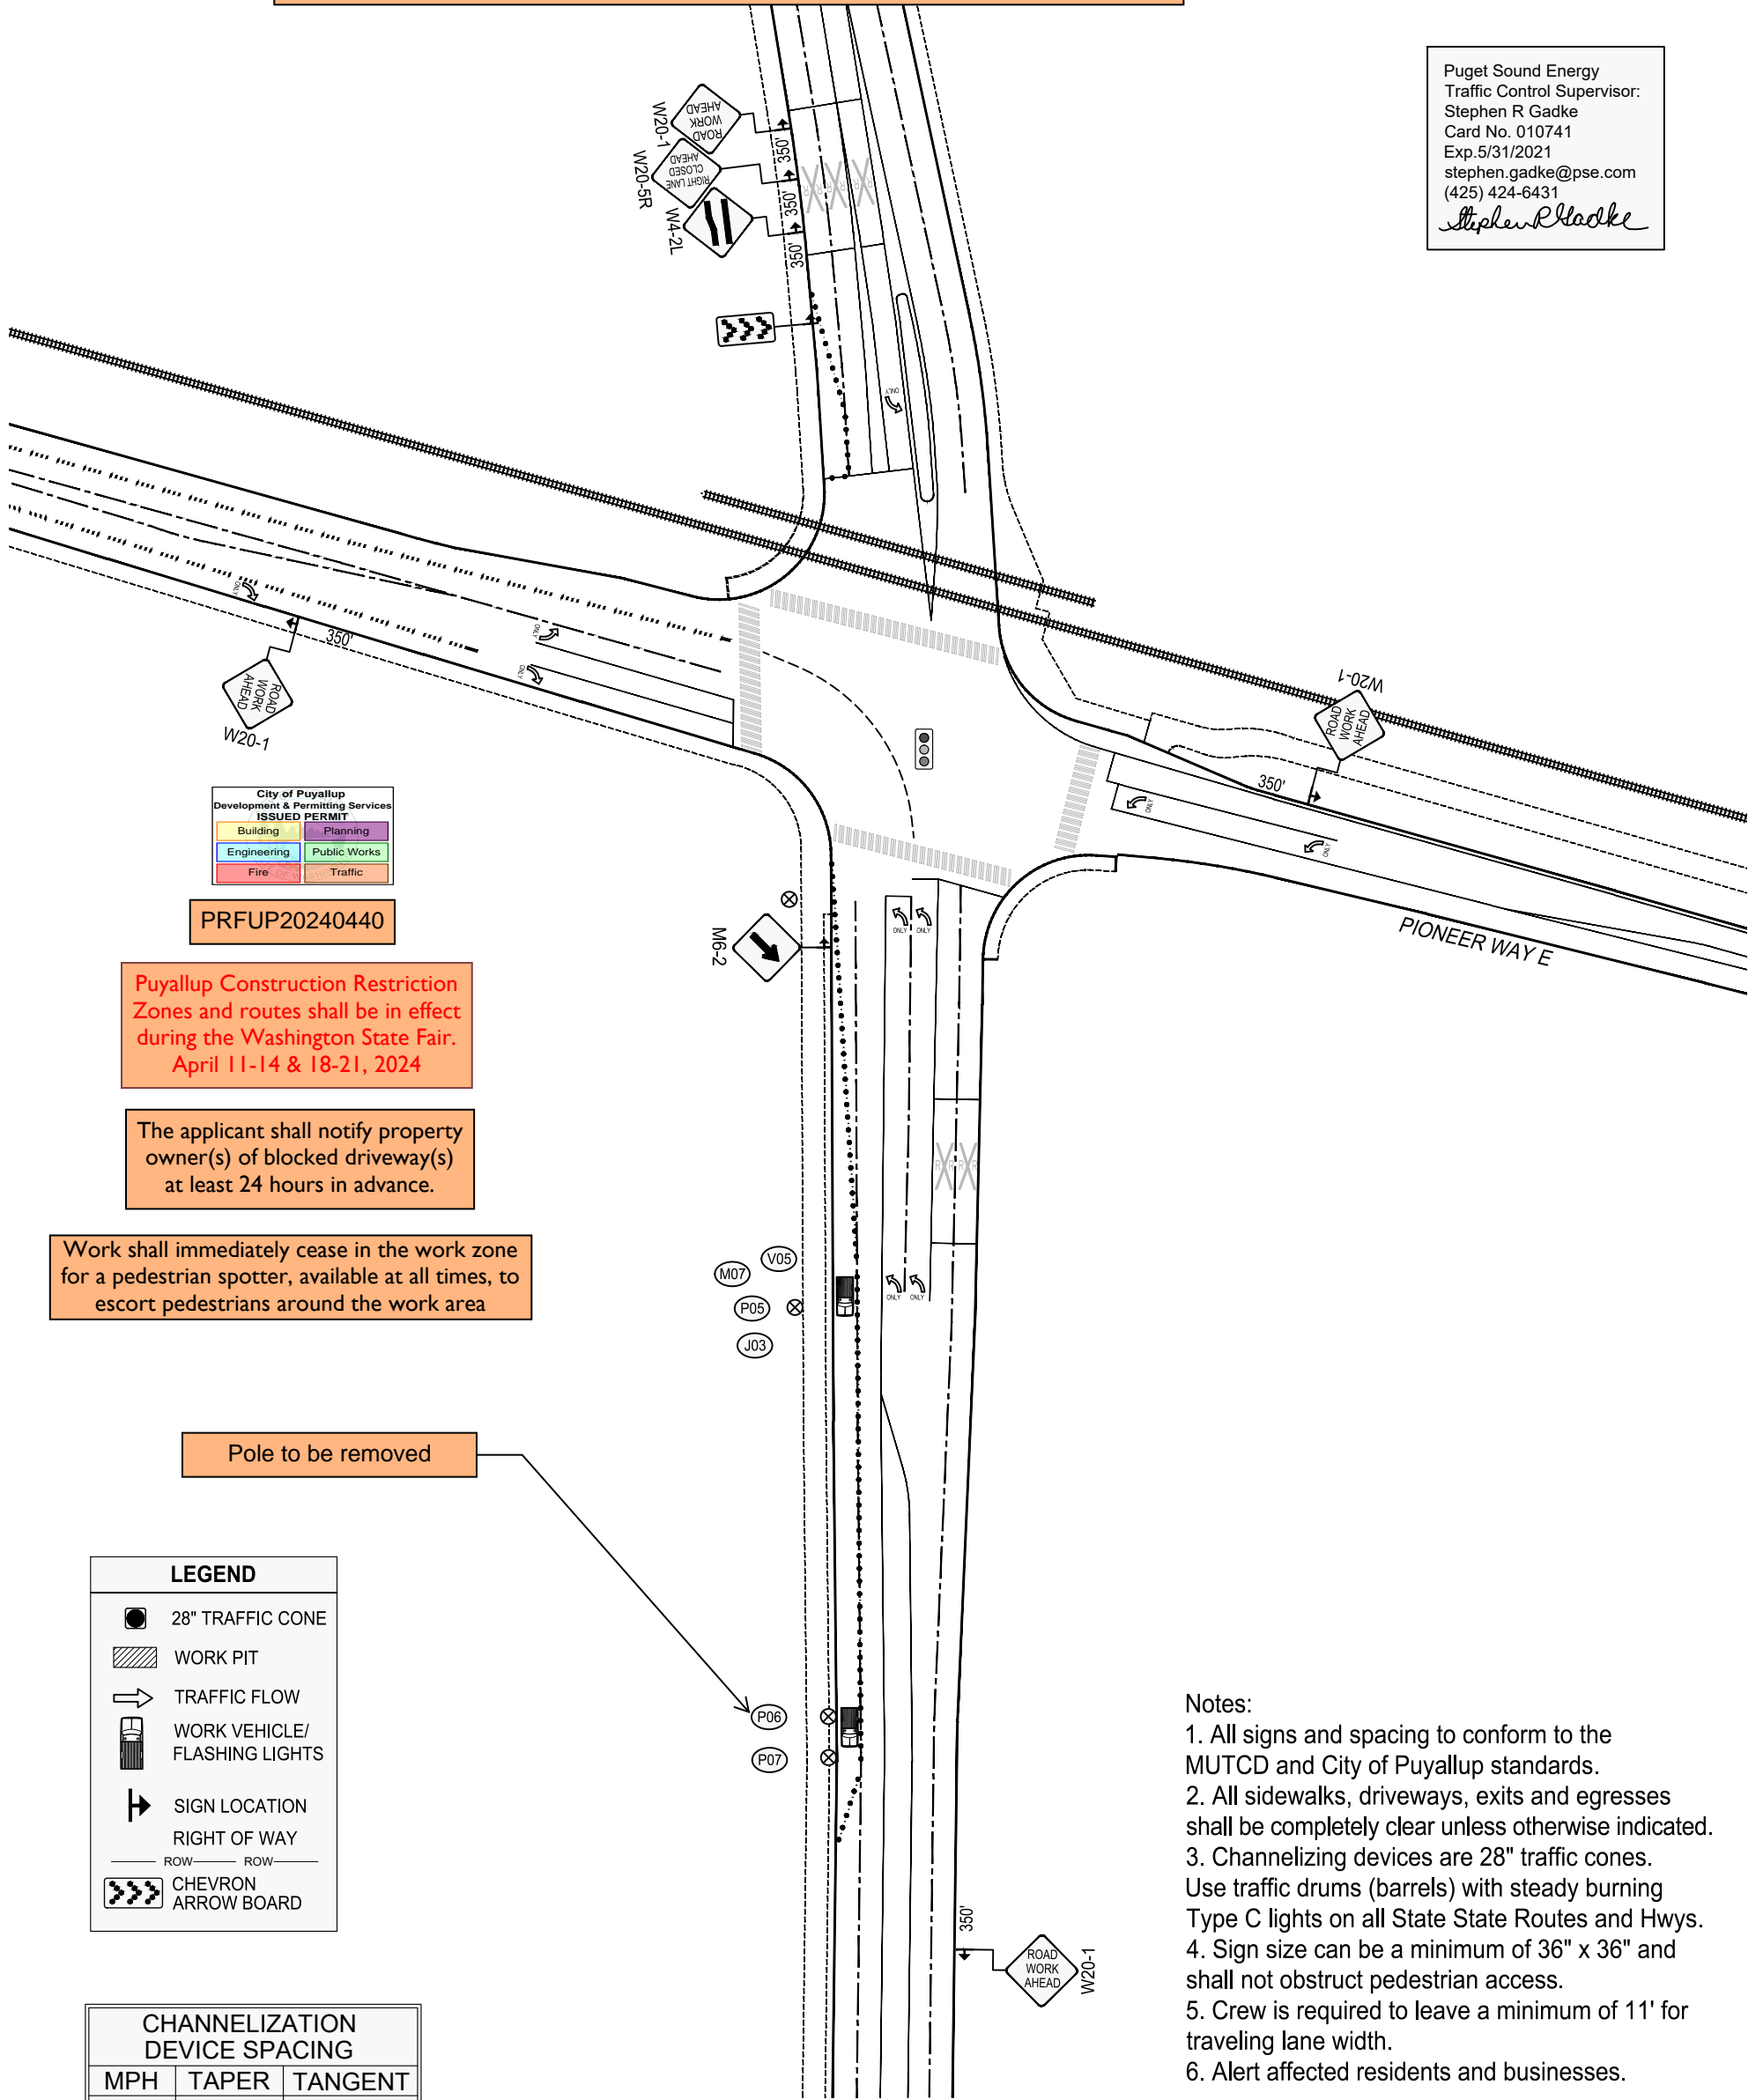 Puget Sound Energy
Traffic Control Supervisor:
Stephen R Gadke
Card No. 010741
Exp.5/31/2021
stephen.gadke@pse.com
(425) 424-6431
Stephen R Gadke
ROAD
WORK
AHEAD
W20-1
350'
RIGHT LANE
CLOSED
AHEAD
W20-5R
350'
W4-2L
350'
R R R R R R
ONLY
ONLY
350'
ROAD
WORK
AHEAD
W20-1
ONLY
ONLY
W20-1
ROAD
WORK
AHEAD
350'
ONLY
ONLY
PIONEER WAY E
City of Puyallup
Development & Permitting Services
ISSUED PERMIT
Building
Planning
Engineering
Public Works
Fire
Traffic
PRFUP20240440
M6-2
ONLY
ONLY
Puyallup Construction Restriction
Zones and routes shall be in effect
during the Washington State Fair.
April 11-14 & 18-21, 2024
The applicant shall notify property
owner(s) of blocked driveway(s)
at least 24 hours in advance.
R R R
Work shall immediately cease in the work zone
for a pedestrian spotter, available at all times, to
escort pedestrians around the work area
V05
M07
P05
J03
ONLY
ONLY
Pole to be removed
P06
P07
LEGEND
28" TRAFFIC CONE
WORK PIT
TRAFFIC FLOW
WORK VEHICLE/
FLASHING LIGHTS
SIGN LOCATION
RIGHT OF WAY
ROW ROW
CHEVRON
ARROW BOARD
350'
ROAD
WORK
AHEAD
W20-1
Notes:
1. All signs and spacing to conform to the
MUTCD and City of Puyallup standards.
2. All sidewalks, driveways, exits and egresses
shall be completely clear unless otherwise indicated.
3. Channelizing devices are 28" traffic cones.
Use traffic drums (barrels) with steady burning
Type C lights on all State State Routes and Hwys.
4. Sign size can be a minimum of 36" x 36" and
shall not obstruct pedestrian access.
5. Crew is required to leave a minimum of 11' for
traveling lane width.
6. Alert affected residents and businesses.
CHANNELIZATION
DEVICE SPACING
MPH TAPER TANGENT